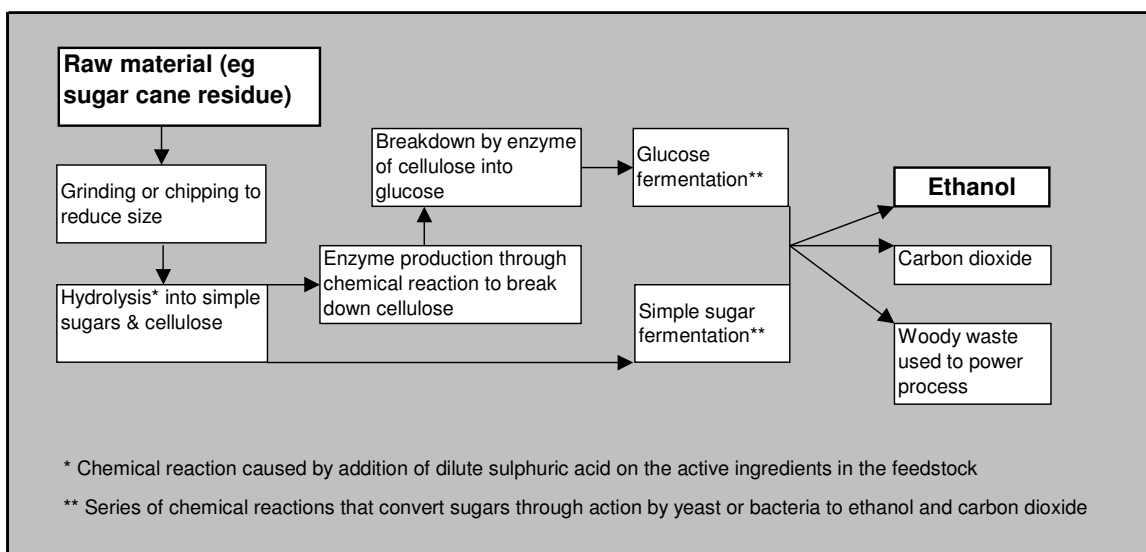 Raw material (eg
sugar cane residue)
Grinding or chipping to
reduce size
Hydrolysis* into simple
sugars & cellulose
Enzyme production through
chemical reaction to break
down cellulose
Breakdown by enzyme
of cellulose into
glucose
Glucose
fermentation**
Simple sugar
fermentation**
Ethanol
Carbon dioxide
Woody waste
used to power
process
* Chemical reaction caused by addition of dilute sulphuric acid on the active ingredients in the feedstock
** Series of chemical reactions that convert sugars through action by yeast or bacteria to ethanol and carbon dioxide